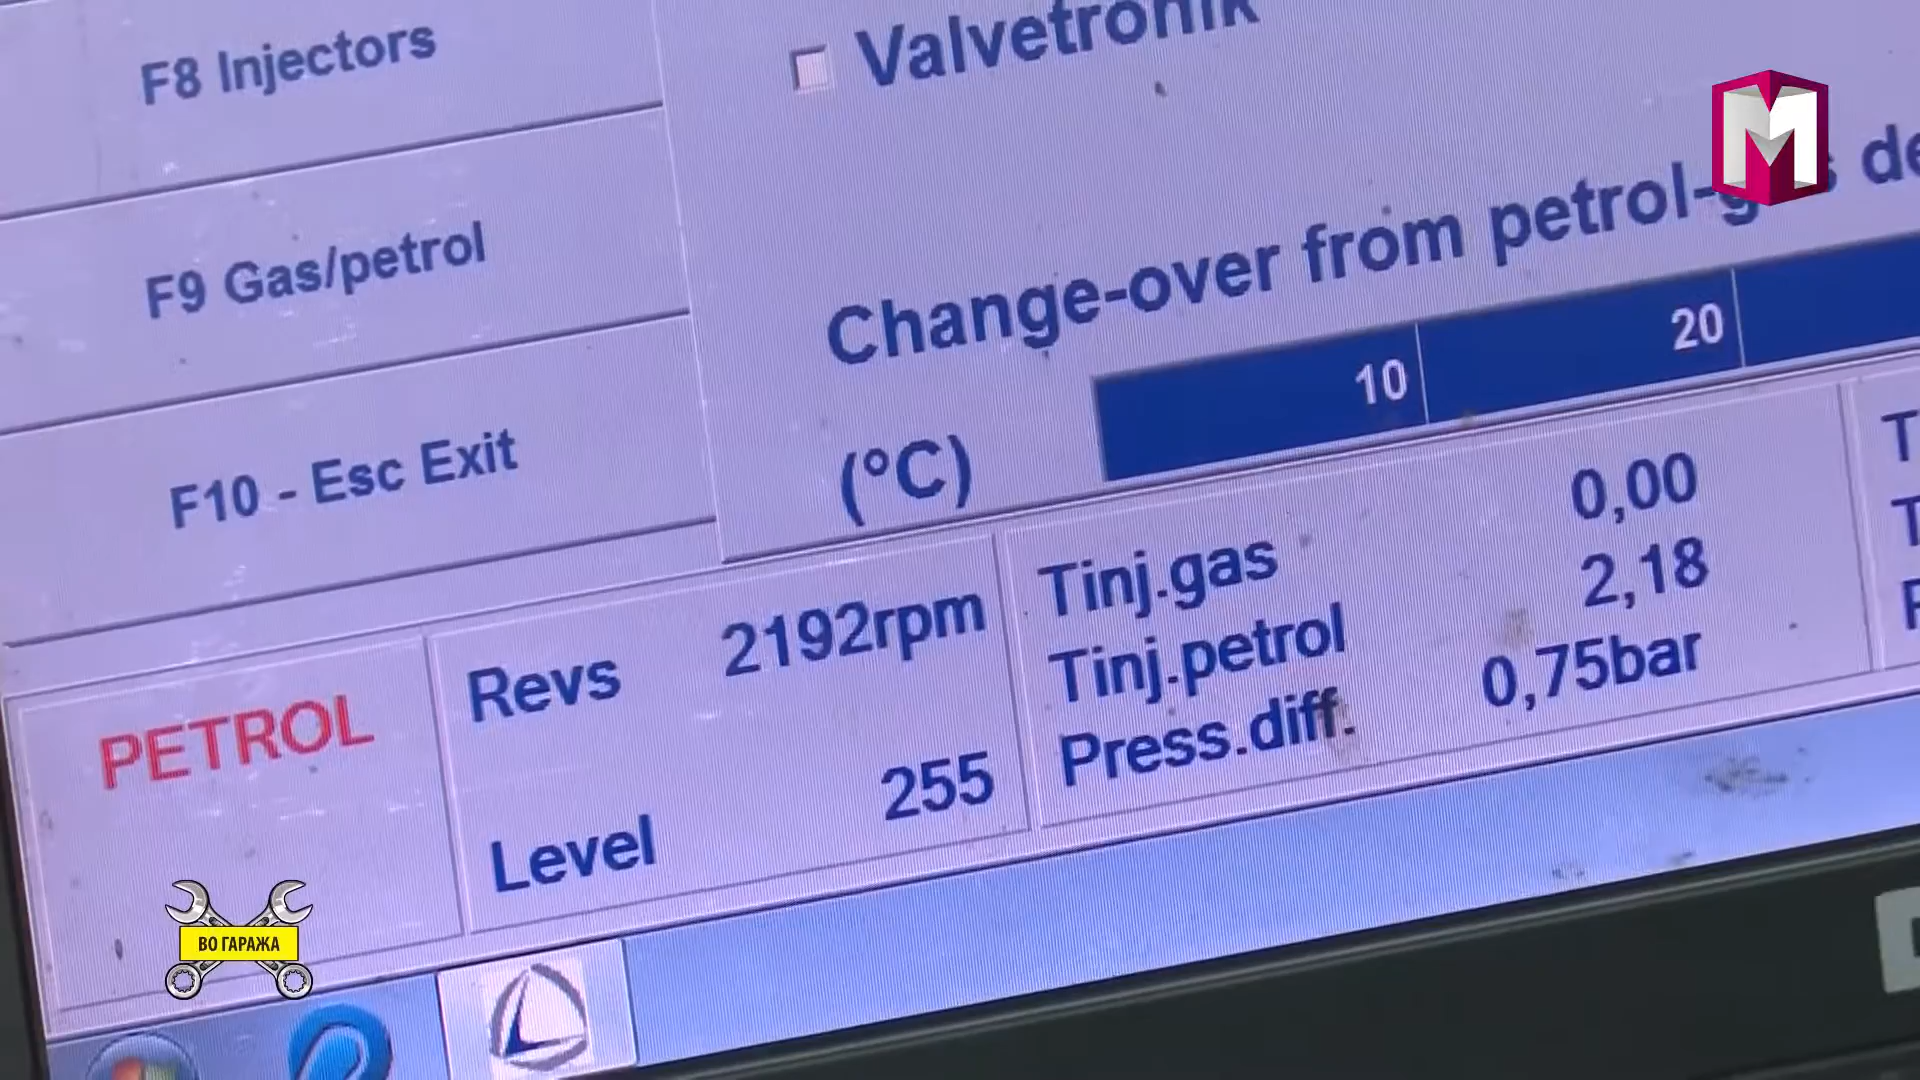 F8 Injectors
Valvetronik
F9 Gas/petrol
Change-over from petrol-
10
20
F10 - Esc Exit
(°C)
Tinj.gas 0,00
Tinj.petrol 2,18
Press.diff. 0,75bar
PETROL
Revs 2192rpm
Level 255
ВО ГАРАЖА
M